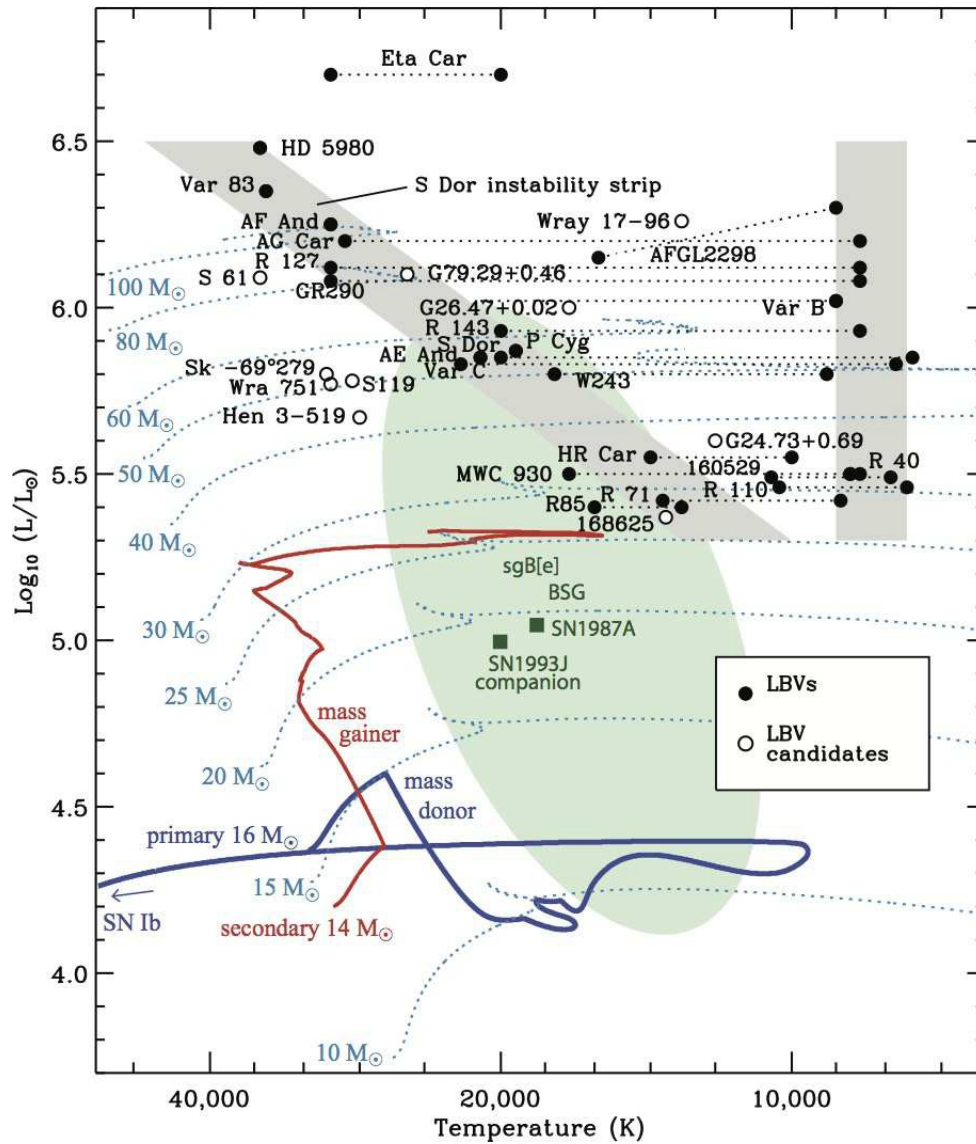 Eta Car
6.5
HD 5980
Var 83
S Dor instability strip
AF And
Wray 17-96
AG Car
AFGL2298
R 127
S 61
G79.29+0.46
100 M☉
GR290
G26.47+0.02
Var B
6.0
R 143
80 M☉
S Dor
P Cyg
AE And
Var C
Sk -69°279
S119
W243
Wra 751
60 M☉
Hen 3-519
HR Car
G24.73+0.69
50 M☉
MWC 930
160529
R 40
5.5
R85
R 71
R 110
168625
40 M☉
Log₁₀ (L/L☉)
sgB[e]
BSG
30 M☉
SN1987A
5.0
SN1993J
companion
25 M☉
mass
gainer
LBVs
LBV
candidates
20 M☉
mass
donor
4.5
primary 16 M☉
15 M☉
SN Ib
secondary 14 M☉
4.0
10 M☉
40,000
20,000
10,000
Temperature (K)